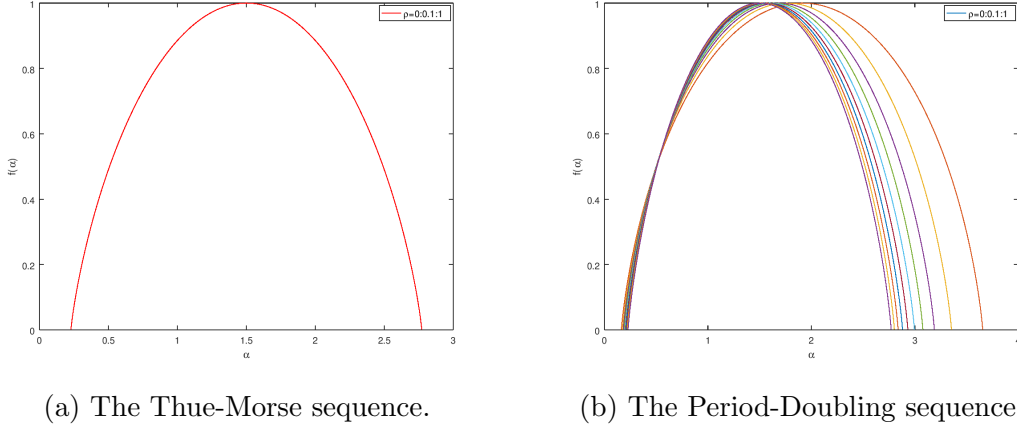 1
0.8
0.6
0.4
0.2
0
f(α)
0 0.5 1 1.5 2 2.5 3
α
ρ=0:0.1:1
1
0.8
0.6
0.4
0.2
0
f(α)
0 1 2 3 4
α
ρ=0:0.1:1
(a) The Thue-Morse sequence.
(b) The Period-Doubling sequence